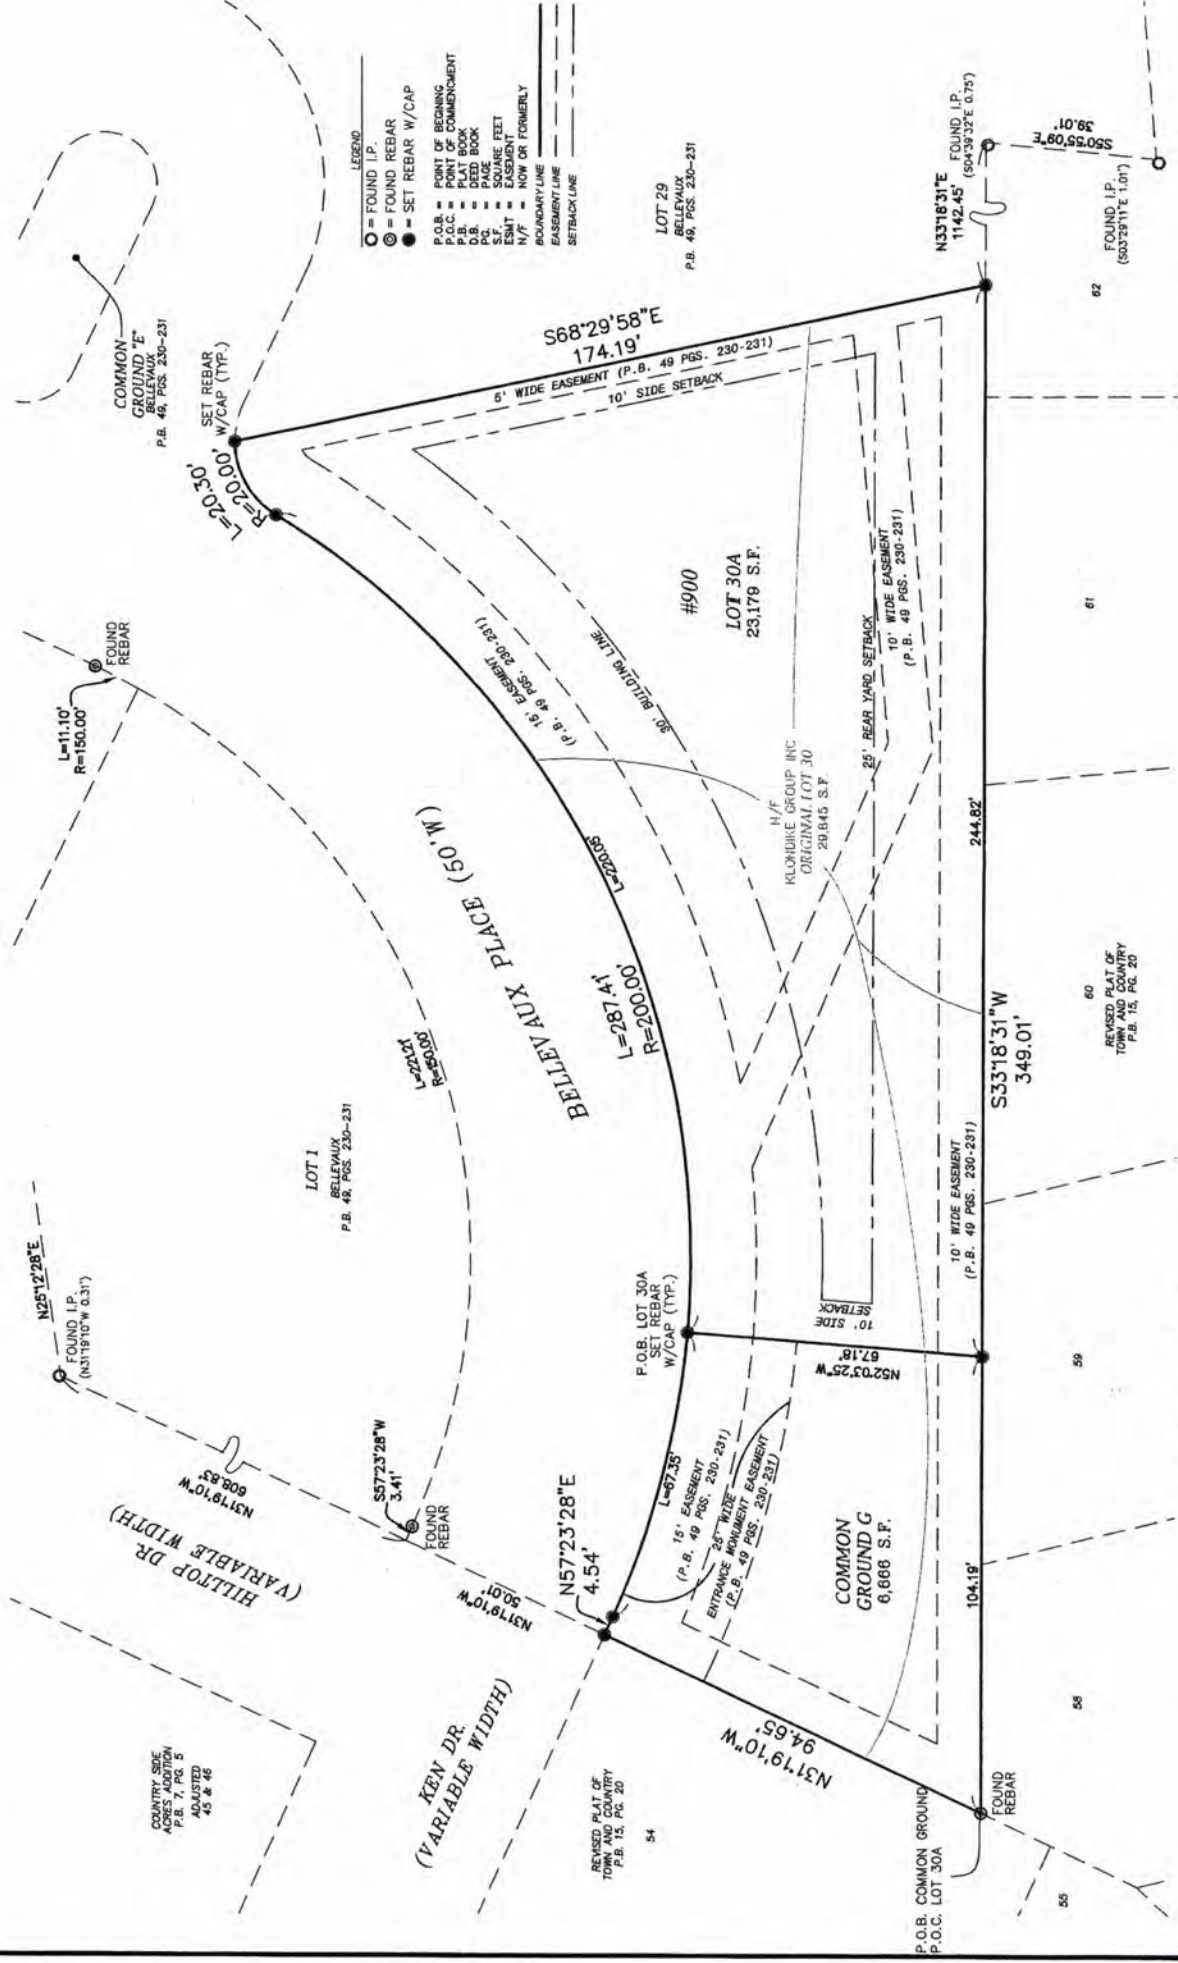 LEGEND
= FOUND I.P.
= FOUND REBAR
= SET REBAR W/CAP
P.O.B. = POINT OF BEGINING
P.O.C. = POINT OF COMMENCMENT
P.B. = PLAT BOOK
D.B. = DEED BOOK
PG. = PAGE
S.F. = SQUARE FEET
ESMT = EASEMENT
N/F = NOW OR FORMERLY
BOUNDARY LINE
EASEMENT LINE
SETBACK LINE
COMMON
GROUND "E"
BELLEVAUX
P.B. 49, PGS. 230-231
SET REBAR
W/CAP (TYP.)
L=20.30'
R=20.00'
FOUND
REBAR
L=11.10'
R=150.00'
S68°29'58"E
174.19'
5' WIDE EASEMENT (P.B. 49 PGS. 230-231)
10' SIDE SETBACK
LOT 29
BELLEVAUX
P.B. 49, PGS. 230-231
N33°18'31"E
1142.45'
FOUND I.P.
(S04°39'32"E 0.75')
S50°55'09"E
39.01'
FOUND I.P.
(S03°29'11"E 1.01')
62
61
60
REVISED PLAT OF
TOWN AND COUNTRY
P.B. 15, PG. 20
59
58
55
#900
LOT 30A
23,179 S.F.
15' EASEMENT
(P.B. 49 PGS. 230-231)
30' BUILDING LINE
25' REAR YARD SETBACK
10' WIDE EASEMENT
(P.B. 49 PGS. 230-231)
N/F
KLONDIKE GROUP INC
ORIGINAL LOT 30
29,845 S.F.
244.82'
S33°18'31"W
349.01'
10' WIDE EASEMENT
(P.B. 49 PGS. 230-231)
BELLEVAUX PLACE (50'W)
L=220.05'
L=287.41'
R=200.00'
L=221.21'
R=150.00'
LOT 1
BELLEVAUX
P.B. 49, PGS. 230-231
N25°12'28"E
FOUND I.P.
(N31°19'10"W 0.31')
N31°19'10"W
608.83'
HILLTOP DR.
(VARIABLE WIDTH)
S57°23'28"W
3.41'
FOUND
REBAR
N31°19'10"W
50.01'
N57°23'28"E
4.54'
P.O.B. LOT 30A
SET REBAR
W/CAP (TYP.)
10' SIDE
SETBACK
N52°03'25"W
67.18'
L=67.35'
15' EASEMENT
(P.B. 49 PGS. 230-231)
25' WIDE
ENTRANCE MONUMENT EASEMENT
(P.B. 49 PGS. 230-231)
COMMON
GROUND G
6,666 S.F.
104.19'
N31°19'10"W
94.65'
KEN DR.
(VARIABLE WIDTH)
COUNTRY SIDE
ACRES ADDITION
P.B. 7, PG. 5
ADJUSTED
45 & 46
REVISED PLAT OF
TOWN AND COUNTRY
P.B. 15, PG. 20
54
P.O.B. COMMON GROUND
P.O.C. LOT 30A
FOUND
REBAR